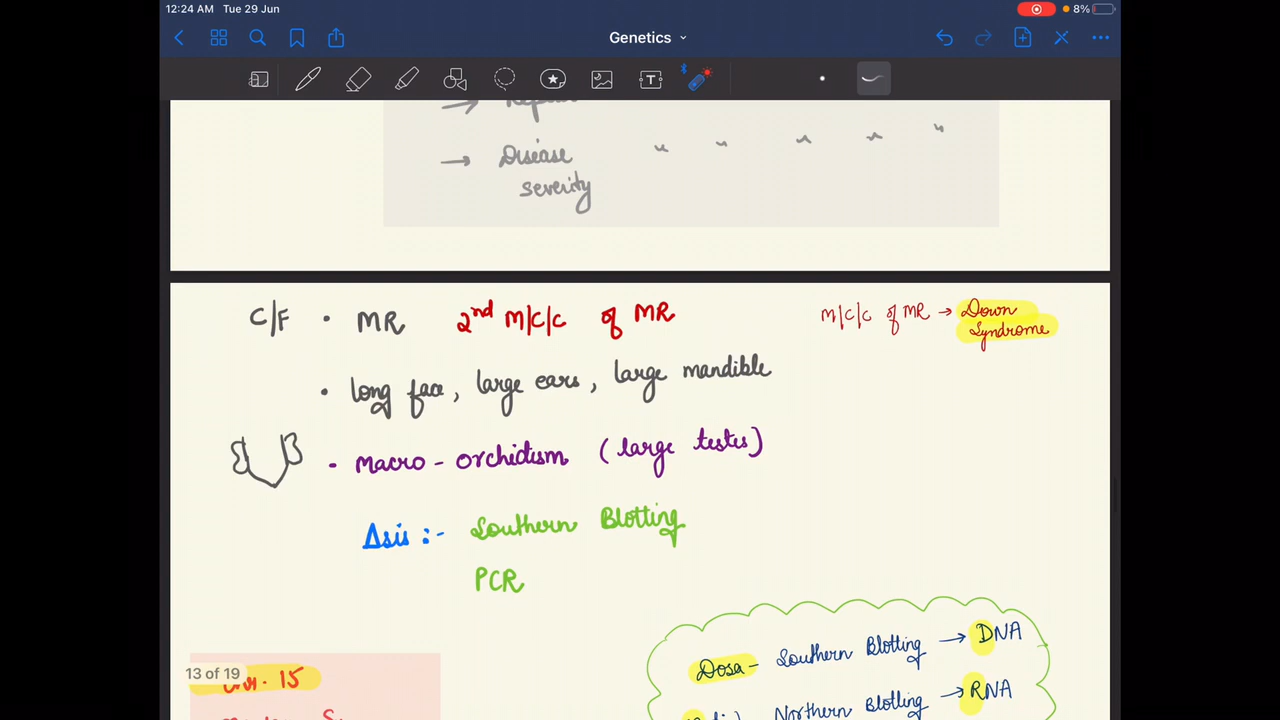 12:24 AM Tue 29 Jun
8%
Genetics
→ Disease severity
C/F • MR 2nd M/C/C of MR
M/C/C of MR → Down Syndrome
• long face, large ears, large mandible
• macro-orchidism (large testes)
Δsis :- Southern Blotting
PCR
Dosa - Southern Blotting → DNA
13 of 19
15
Northern Blotting → RNA